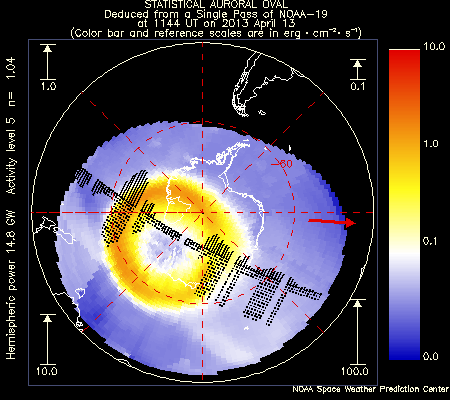 STATISTICAL AURORAL OVAL
Deduced from a Single Pass of NOAA-19
at 1144 UT on 2013 April 13
(Color bar and reference scales are in erg · cm⁻² · s⁻¹)
1.0
0.1
10.0
1.0
0.1
0.0
-60
Hemispheric power 14.8 GW Activity level 5 n= 1.04
10.0
100.0
NOAA Space Weather Prediction Center